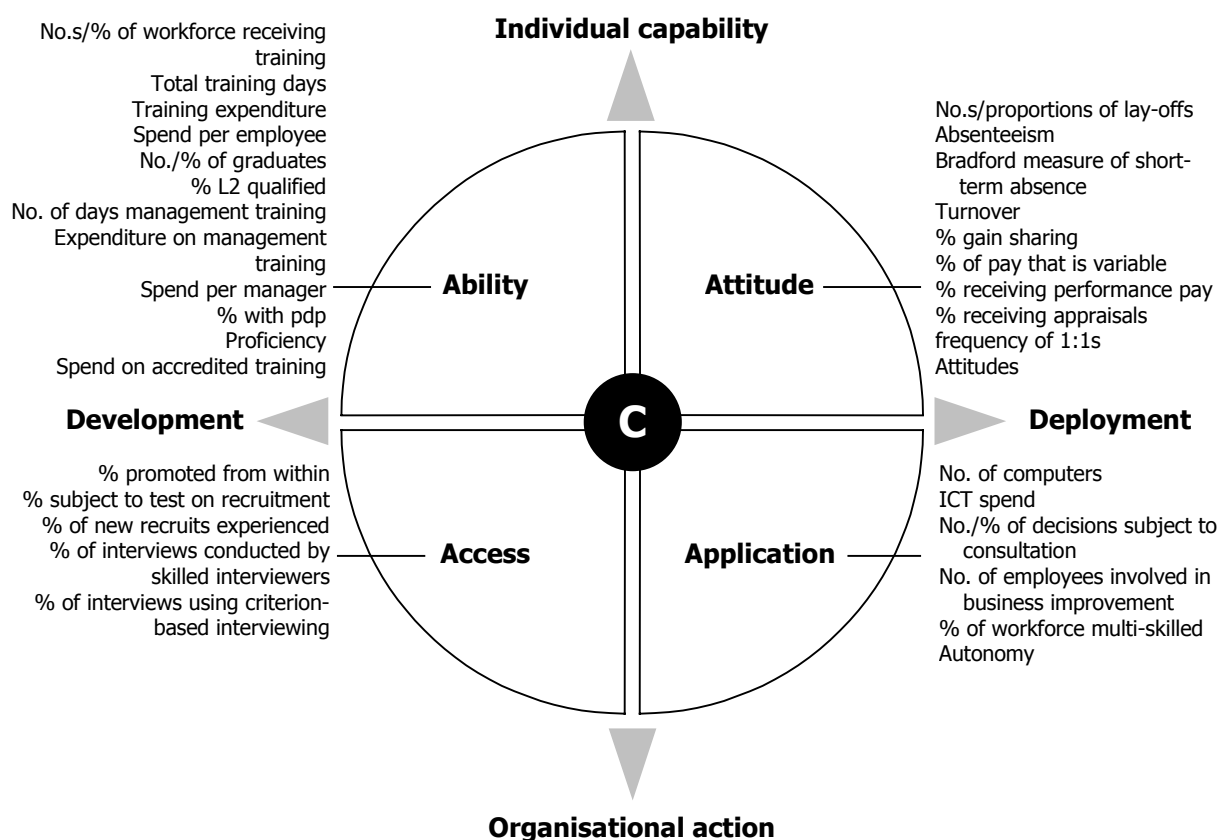 Individual capability
No.s/% of workforce receiving
training
Total training days
Training expenditure
Spend per employee
No./% of graduates
% L2 qualified
No. of days management training
Expenditure on management
training
Spend per manager
% with pdp
Proficiency
Spend on accredited training
Ability
Attitude
No.s/proportions of lay-offs
Absenteeism
Bradford measure of short-
term absence
Turnover
% gain sharing
% of pay that is variable
% receiving performance pay
% receiving appraisals
frequency of 1:1s
Attitudes
Development
C
Deployment
% promoted from within
% subject to test on recruitment
% of new recruits experienced
% of interviews conducted by
skilled interviewers
% of interviews using criterion-
based interviewing
Access
Application
No. of computers
ICT spend
No./% of decisions subject to
consultation
No. of employees involved in
business improvement
% of workforce multi-skilled
Autonomy
Organisational action